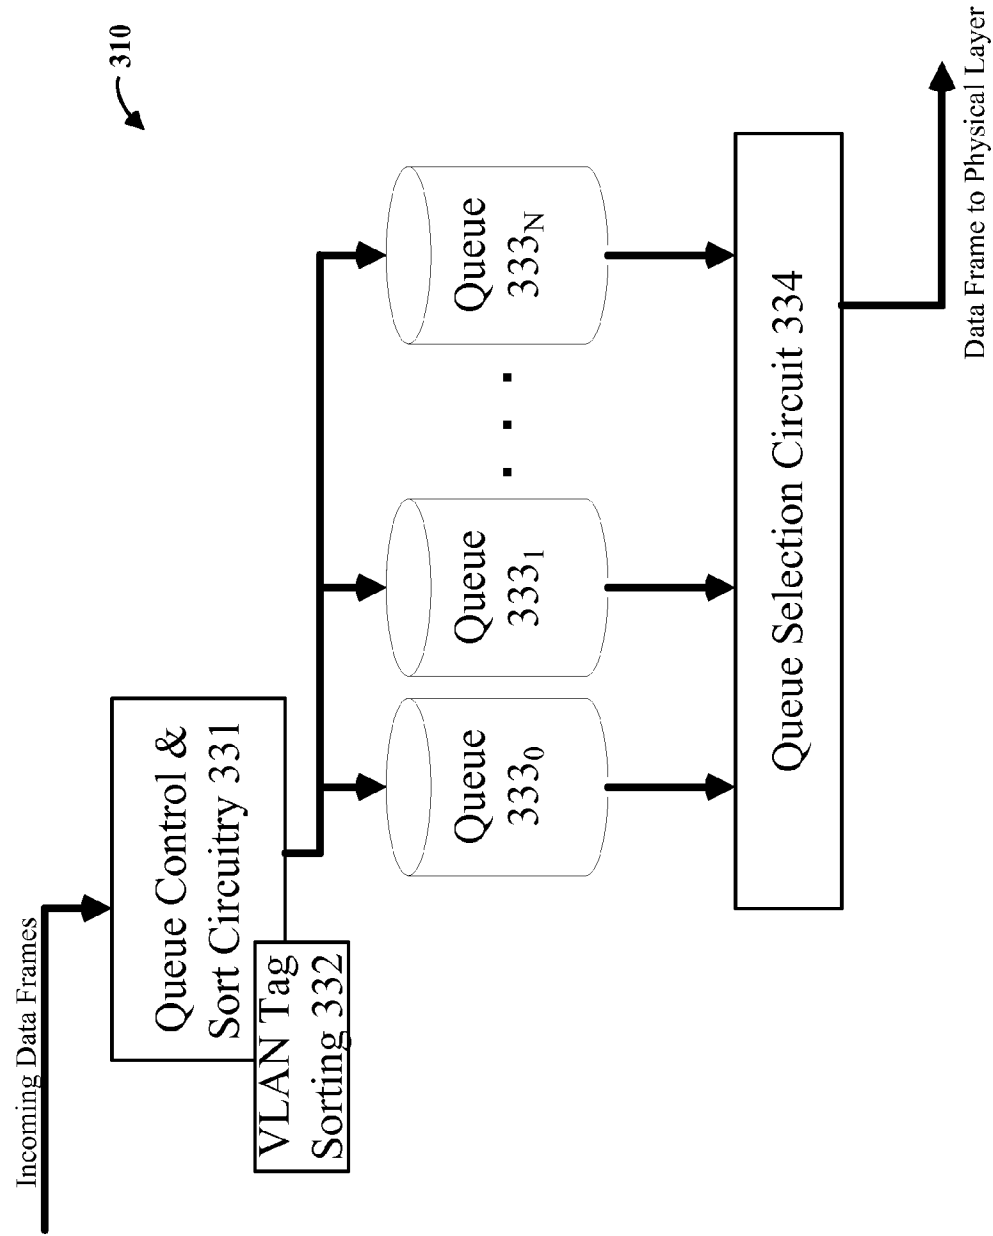 310
Incoming Data Frames
Queue Control &
Sort Circuitry 331
VLAN Tag
Sorting 332
Queue
333₀
Queue
333₁
. . .
Queue
333N
Queue Selection Circuit 334
Data Frame to Physical Layer